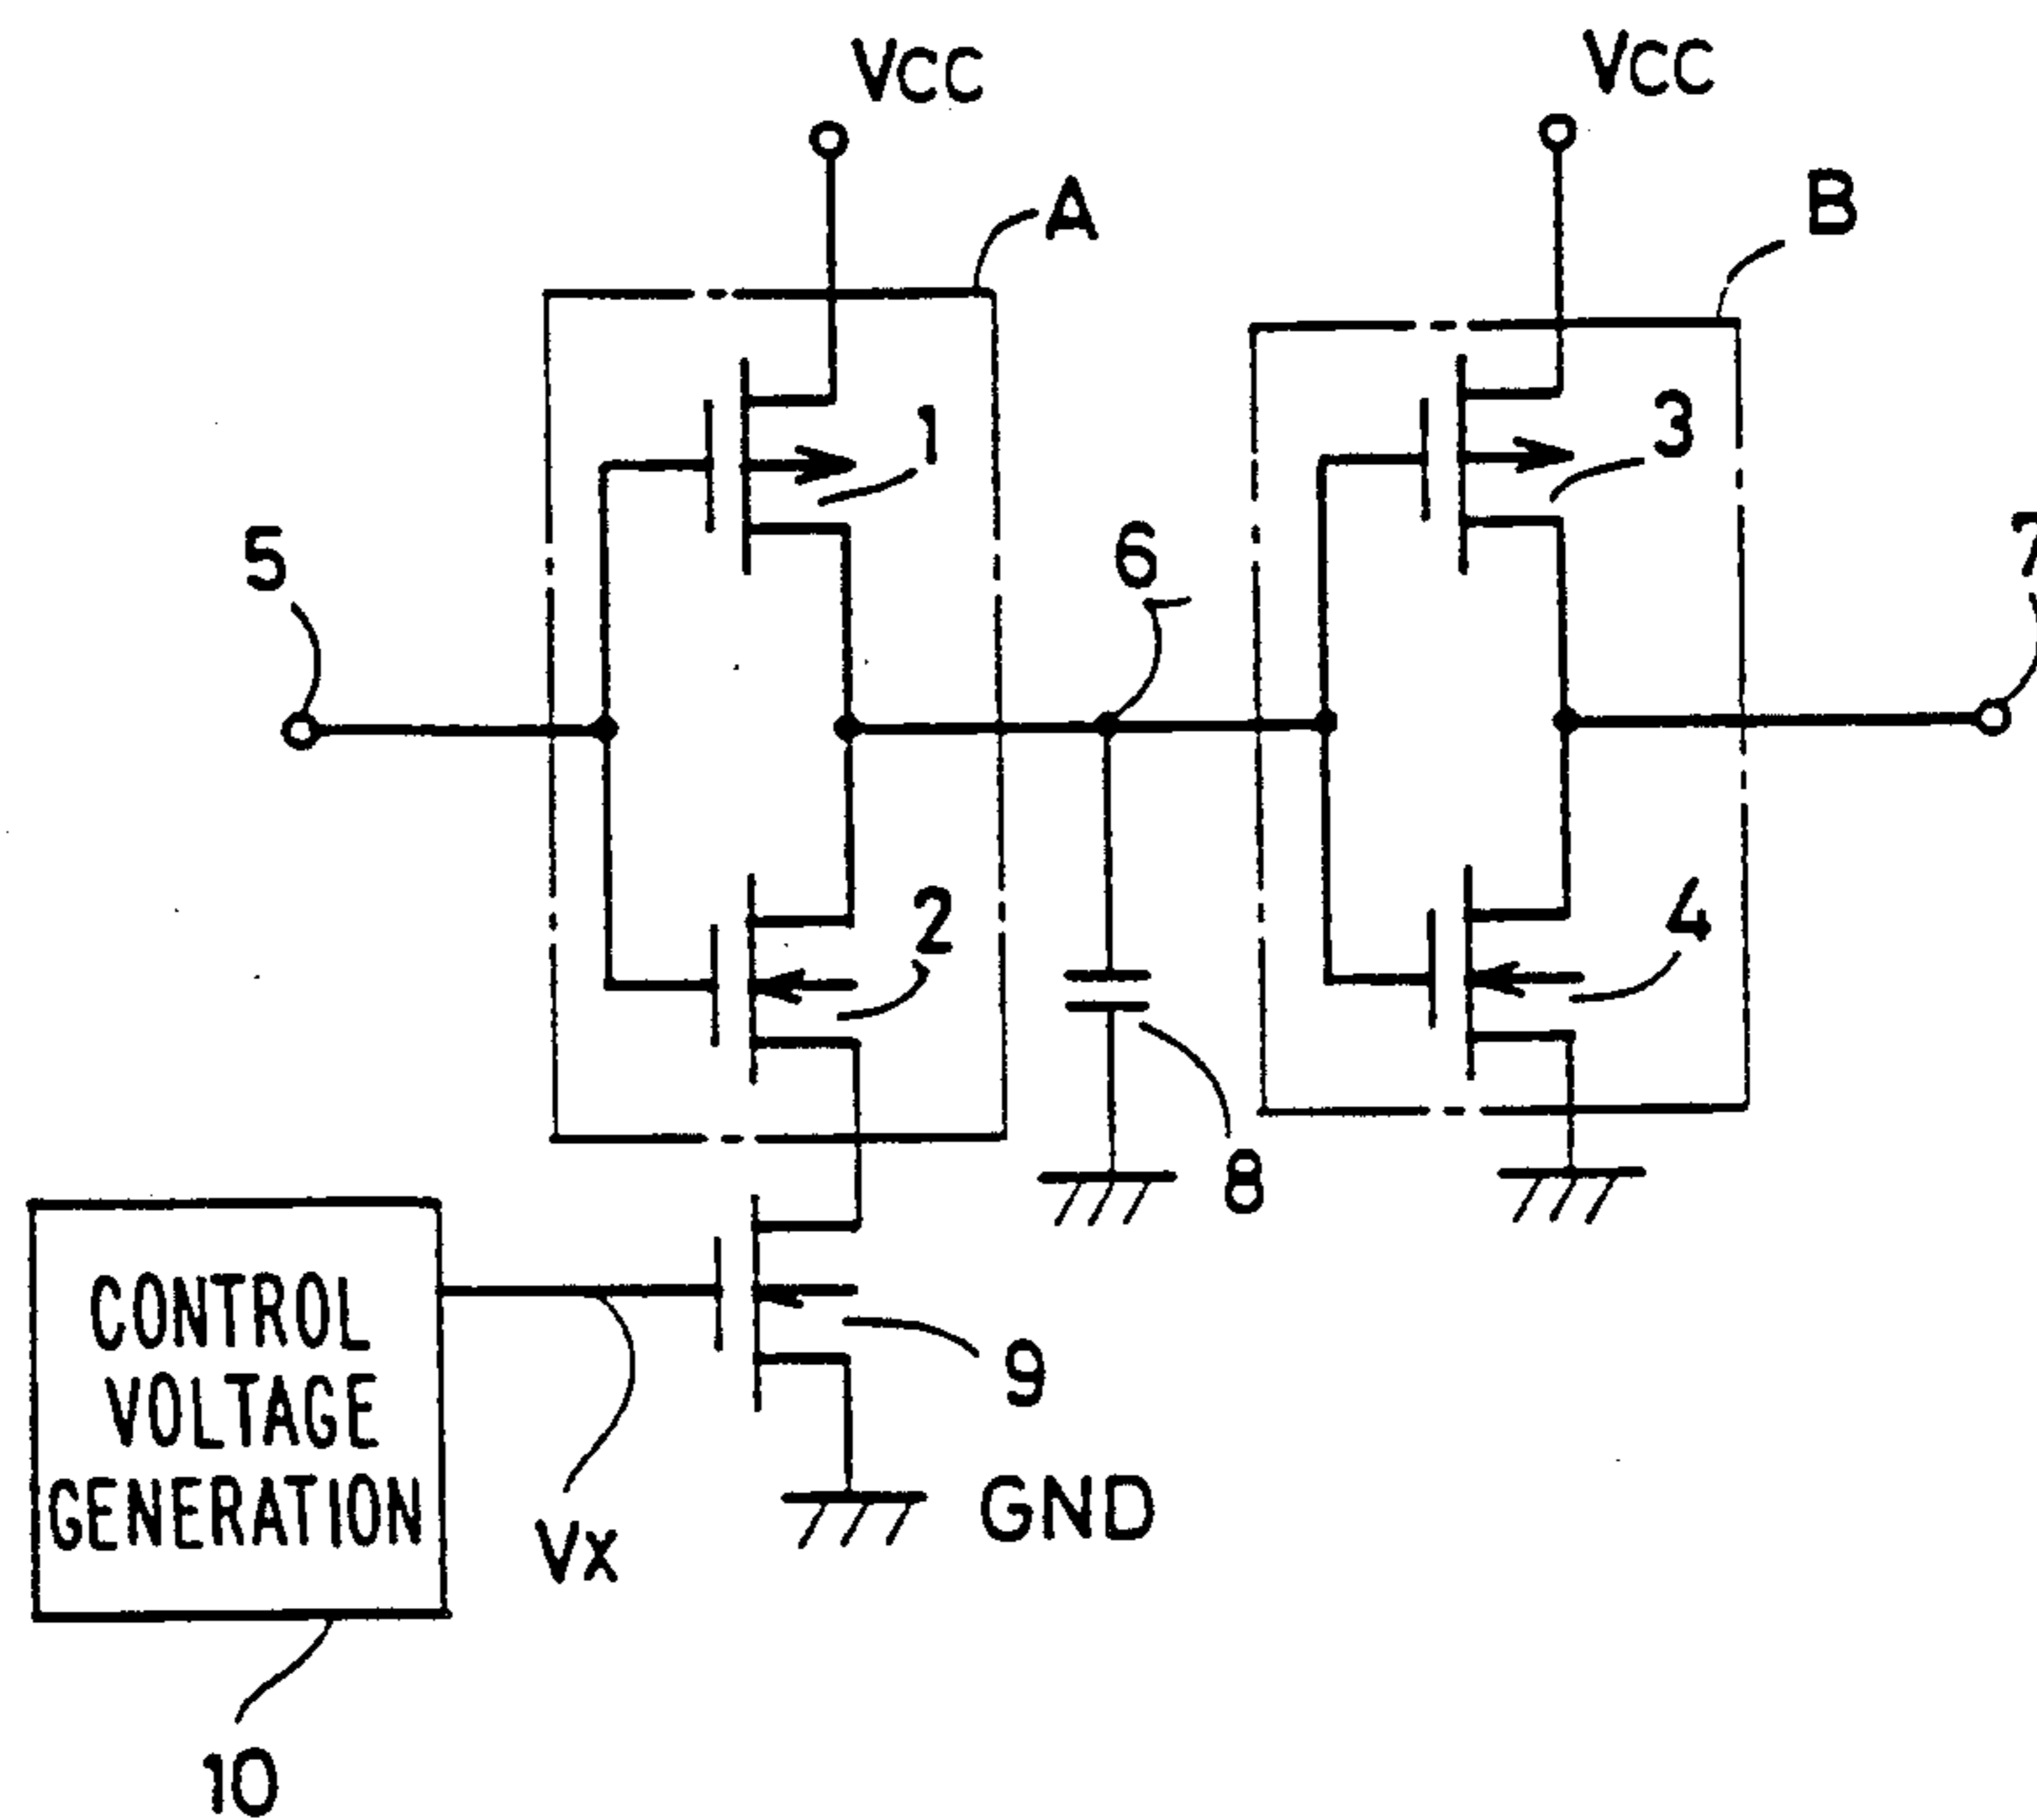 VCC
VCC
A
B
1
3
5
6
7
2
4
8
CONTROL
VOLTAGE
GENERATION
9
GND
Vx
10